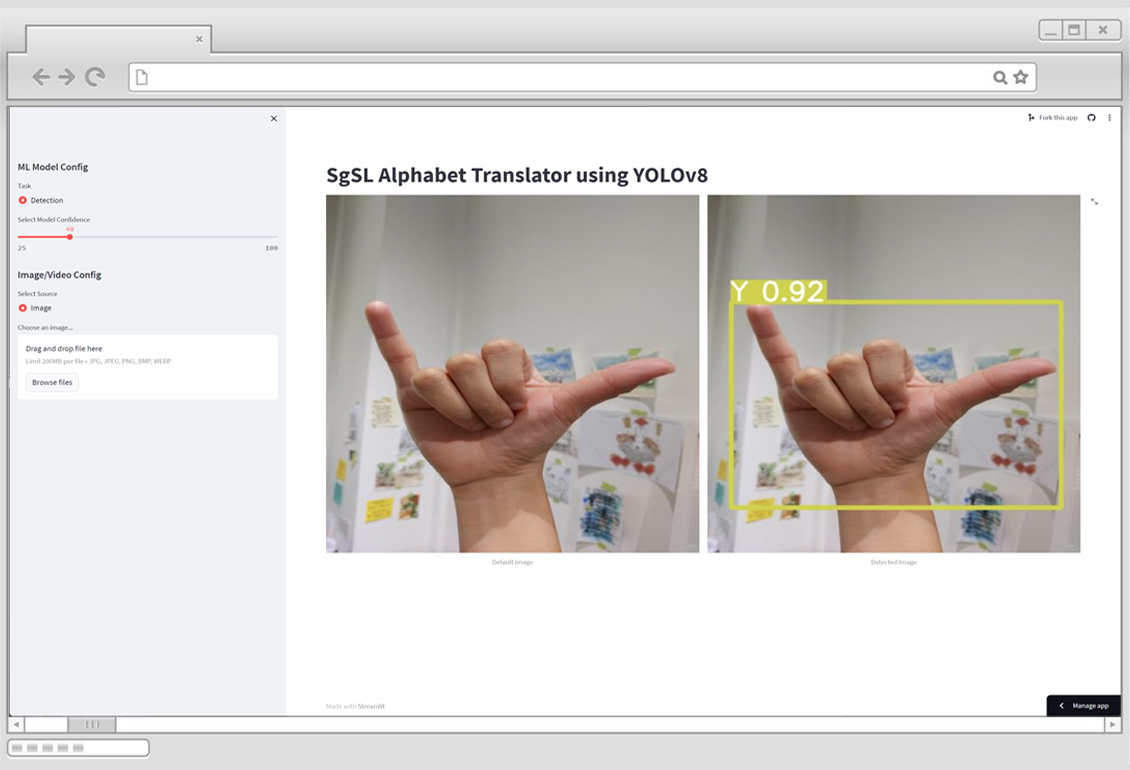 Fork this app
ML Model Config
Task
Detection
Select Model Confidence
40
25 100
Image/Video Config
Select Source
Image
Choose an image...
Drag and drop file here
Limit 200MB per file • JPG, JPEG, PNG, BMP, WEBP
Browse files
SgSL Alphabet Translator using YOLOv8
Y 0.92
Default Image
Detected Image
Made with Streamlit
Manage app